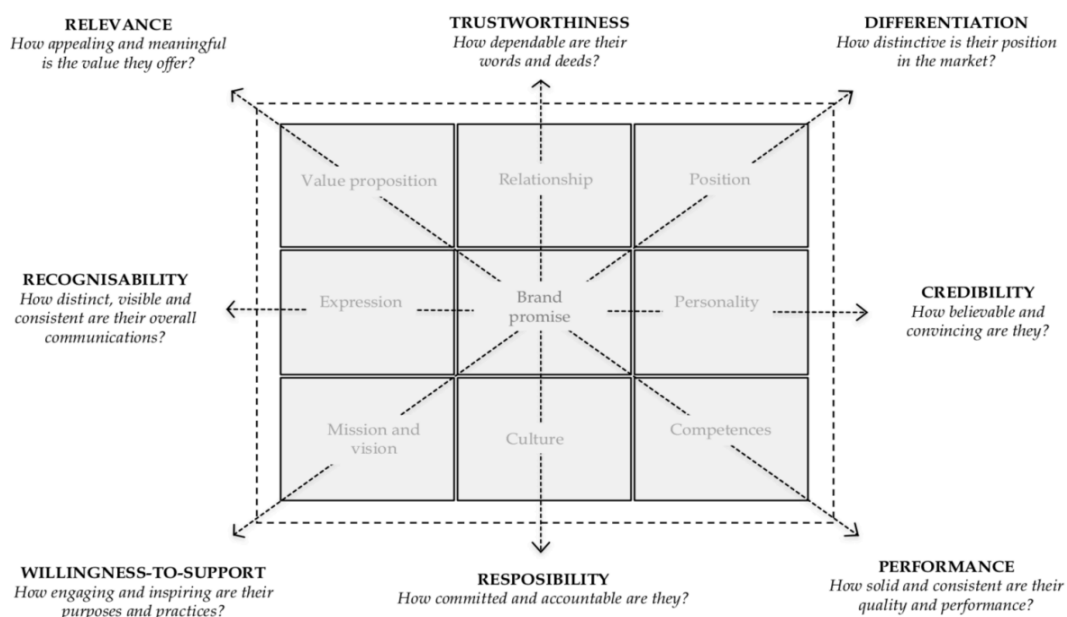 RELEVANCE
How appealing and meaningful
is the value they offer?
TRUSTWORTHINESS
How dependable are their
words and deeds?
DIFFERENTIATION
How distinctive is their position
in the market?
Value proposition
Relationship
Position
RECOGNISABILITY
How distinct, visible and
consistent are their overall
communications?
Expression
Brand
promise
Personality
CREDIBILITY
How believable and
convincing are they?
Mission and
vision
Culture
Competences
WILLINGNESS-TO-SUPPORT
How engaging and inspiring are their
purposes and practices?
RESPOSIBILITY
How committed and accountable are they?
PERFORMANCE
How solid and consistent are their
quality and performance?